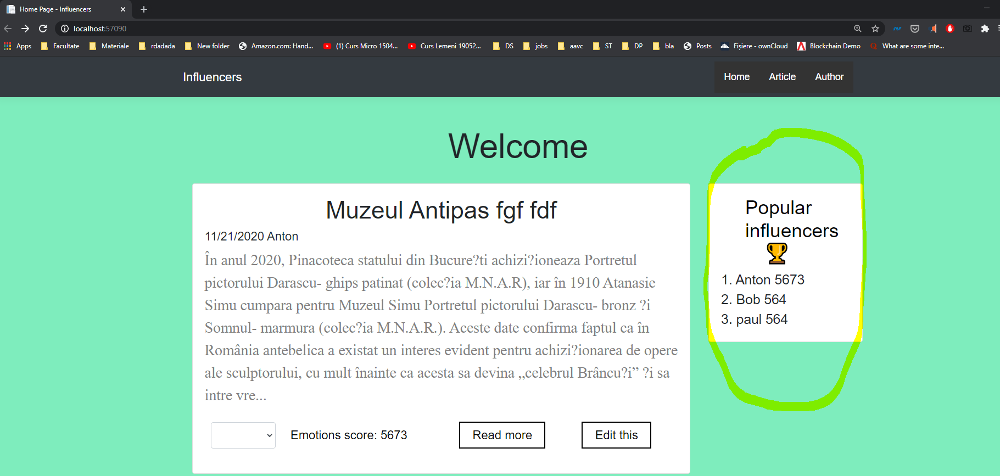 Home Page - Influencers
localhost:57090
Apps Facultate Materiale rdadada New folder Amazon.com: Hand... (1) Curs Micro 1504... Curs Lemeni 19052... DS jobs aavc ST DP bla Posts Fișiere - ownCloud Blockchain Demo What are some inte...
Influencers Home Article Author
Welcome
Muzeul Antipas fgf fdf
11/21/2020 Anton
În anul 2020, Pinacoteca statului din Bucure?ti achizi?ioneaza Portretul
pictorului Darascu- ghips patinat (colec?ia M.N.A.R), iar în 1910 Atanasie
Simu cumpara pentru Muzeul Simu Portretul pictorului Darascu- bronz ?i
Somnul- marmura (colec?ia M.N.A.R.). Aceste date confirma faptul ca în
România antebelica a existat un interes evident pentru achizi?ionarea de opere
ale sculptorului, cu mult înainte ca acesta sa devina „celebrul Brâncu?i” ?i sa
intre vre...
Emotions score: 5673 Read more Edit this
Popular
influencers
1. Anton 5673
2. Bob 564
3. paul 564